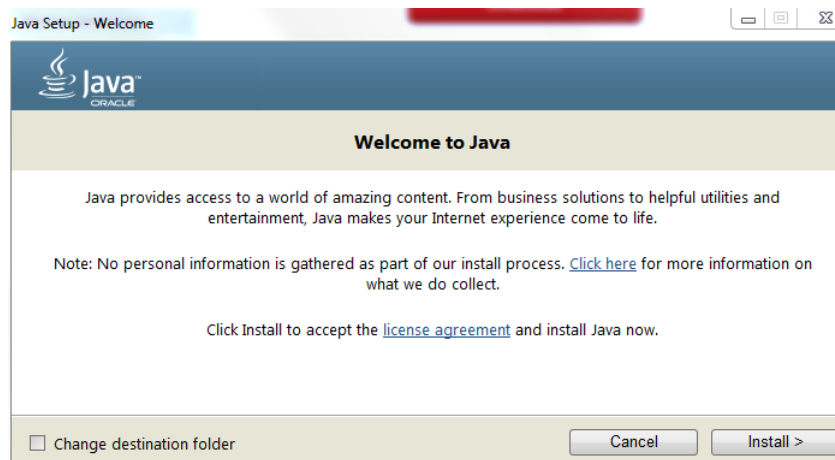 Java Setup - Welcome
Java™
ORACLE
Welcome to Java
Java provides access to a world of amazing content. From business solutions to helpful utilities and
entertainment, Java makes your Internet experience come to life.
Note: No personal information is gathered as part of our install process. Click here for more information on
what we do collect.
Click Install to accept the license agreement and install Java now.
Change destination folder
Cancel
Install >